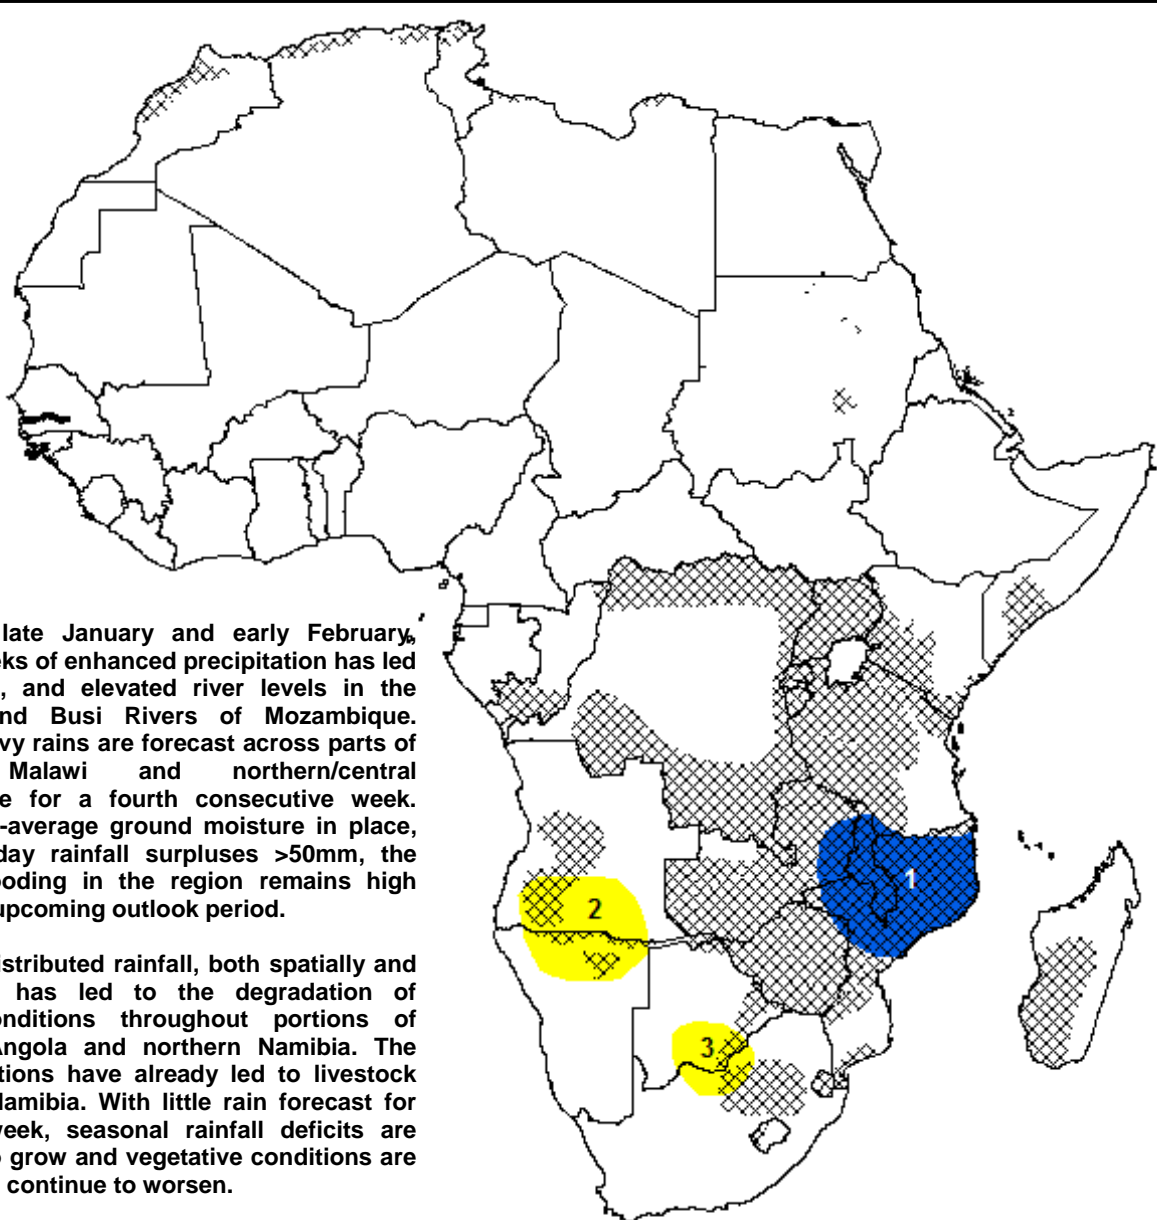 late January and early February,
eks of enhanced precipitation has led
, and elevated river levels in the
nd Busi Rivers of Mozambique.
vy rains are forecast across parts of
Malawi and northern/central
e for a fourth consecutive week.
-average ground moisture in place,
day rainfall surpluses >50mm, the
ooding in the region remains high
upcoming outlook period.
istributed rainfall, both spatially and
has led to the degradation of
onditions throughout portions of
Angola and northern Namibia. The
itions have already led to livestock
Namibia. With little rain forecast for
week, seasonal rainfall deficits are
o grow and vegetative conditions are
continue to worsen.
1
2
3